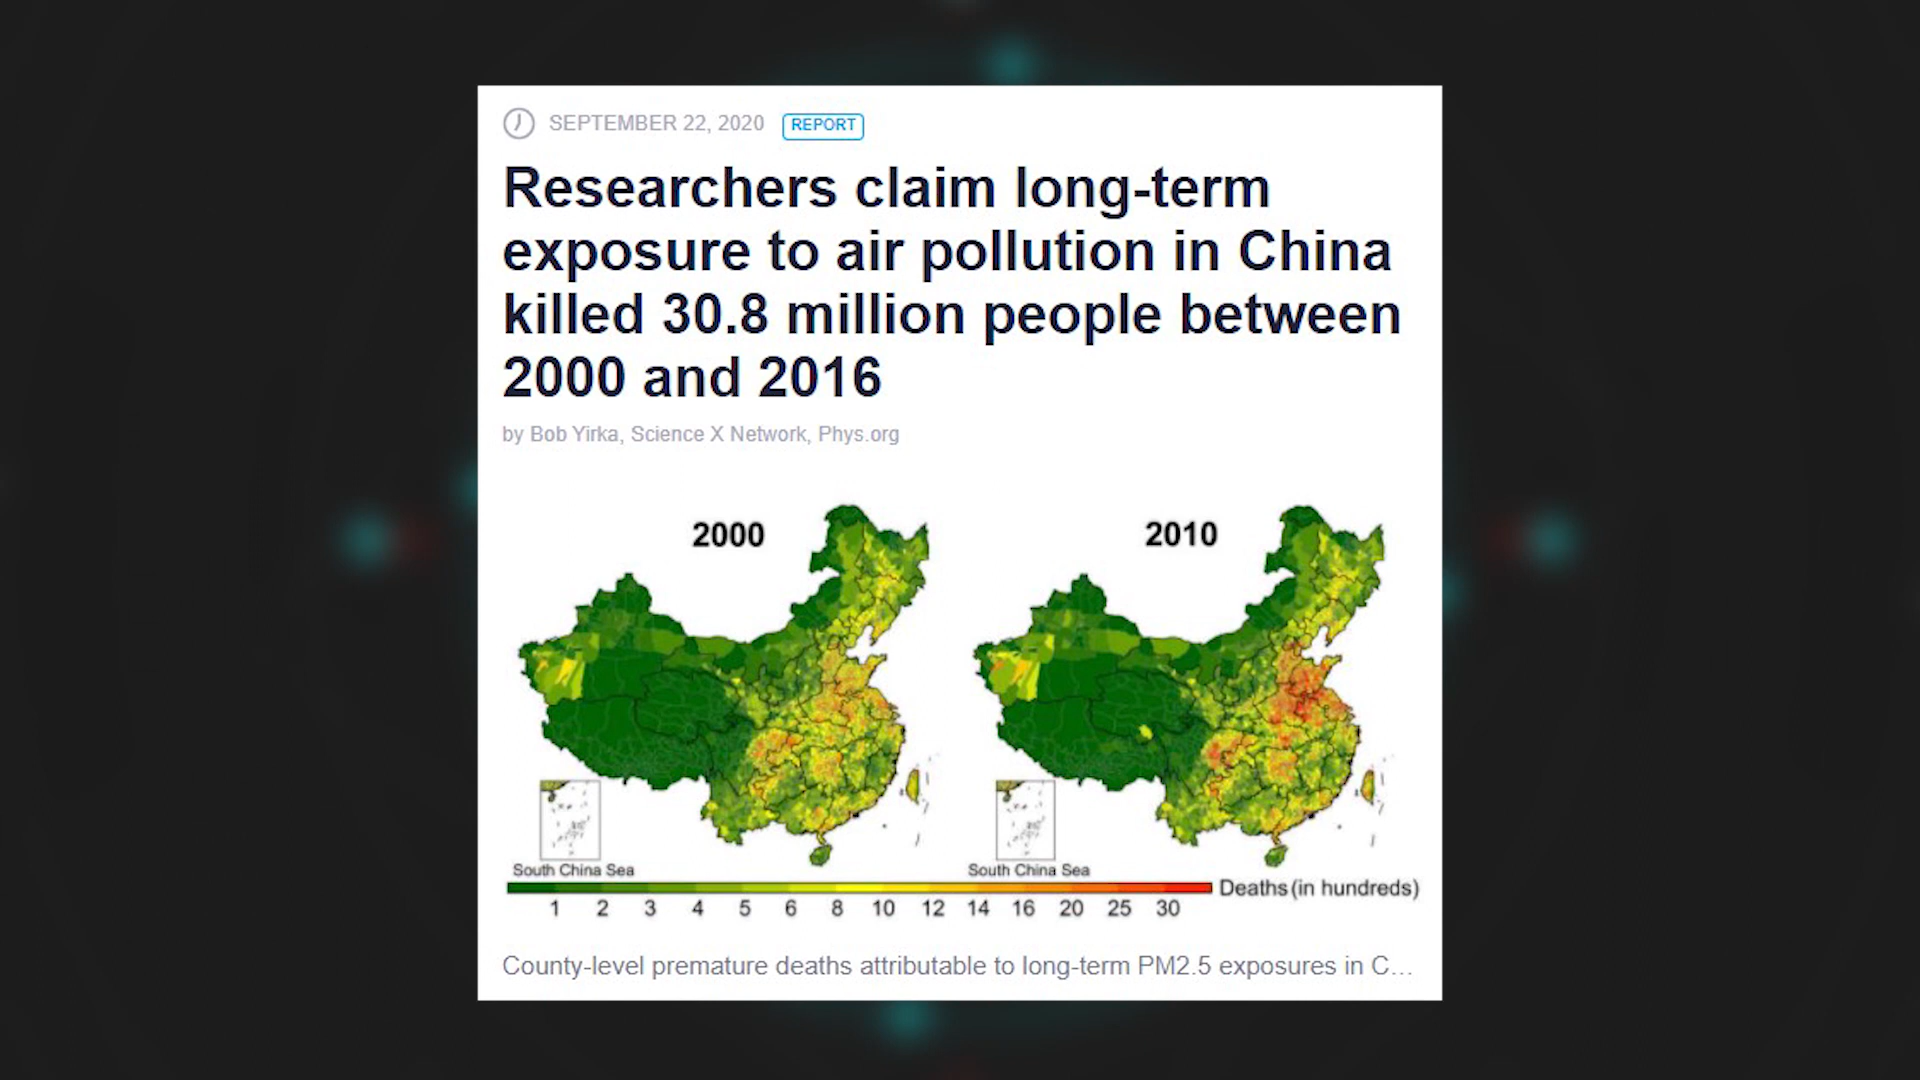 SEPTEMBER 22, 2020 REPORT
Researchers claim long-term
exposure to air pollution in China
killed 30.8 million people between
2000 and 2016
by Bob Yirka, Science X Network, Phys.org
2000 2010
South China Sea South China Sea
Deaths (in hundreds)
1 2 3 4 5 6 8 10 12 14 16 20 25 30
County-level premature deaths attributable to long-term PM2.5 exposures in C...